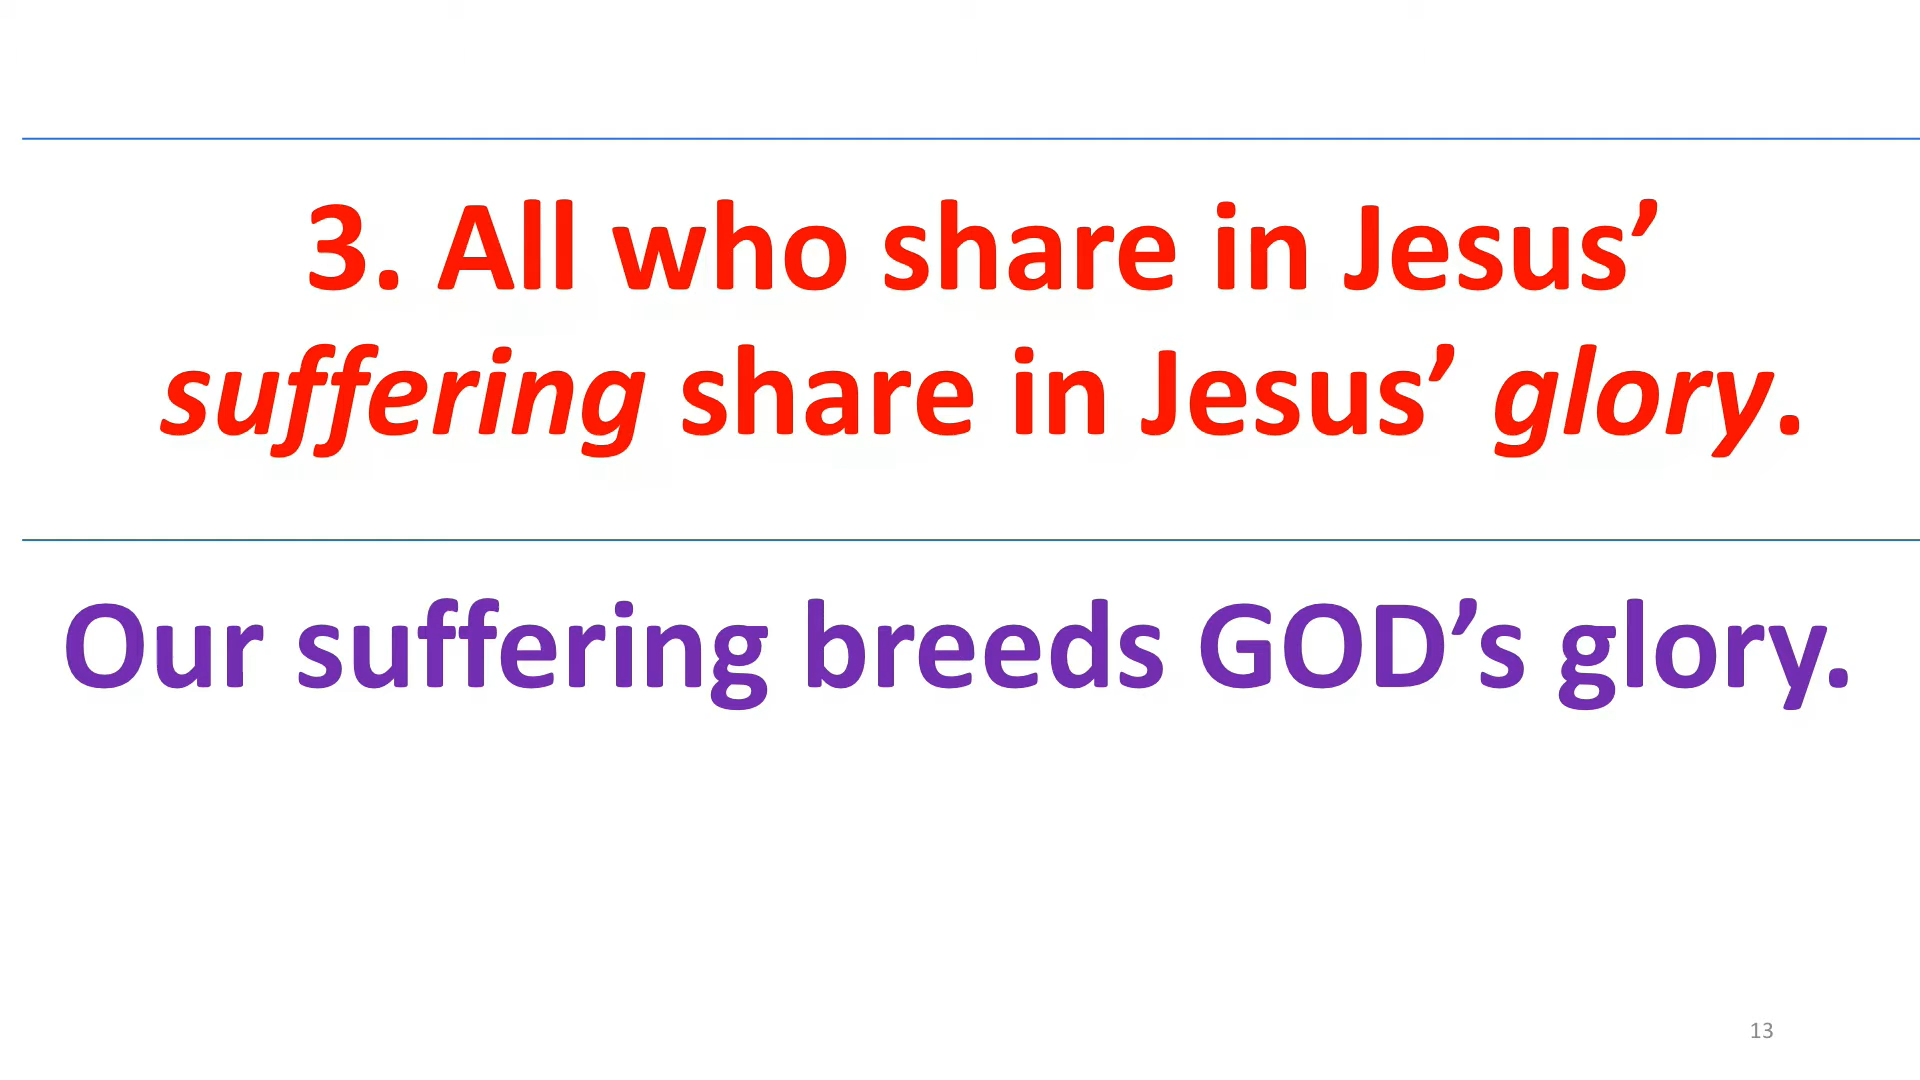 3. All who share in Jesus’
suffering share in Jesus’ glory.
Our suffering breeds GOD’s glory.
13